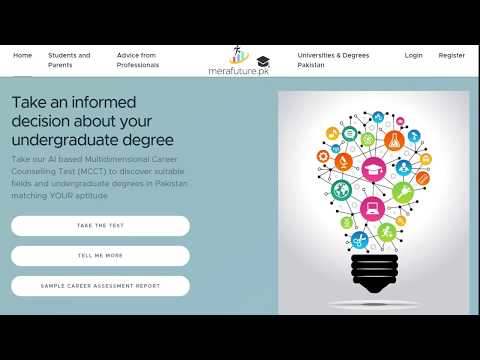 Home
Students and
Parents
Advice from
Professionals
merafuture.pk
Universities & Degrees
Pakistan
Login
Register
Take an informed
decision about your
undergraduate degree
Take our AI based Multidimensional Career
Counselling Test (MCCT) to discover suitable
fields and undergraduate degrees in Pakistan
matching YOUR aptitude
TAKE THE TEST
TELL ME MORE
SAMPLE CAREER ASSESSMENT REPORT